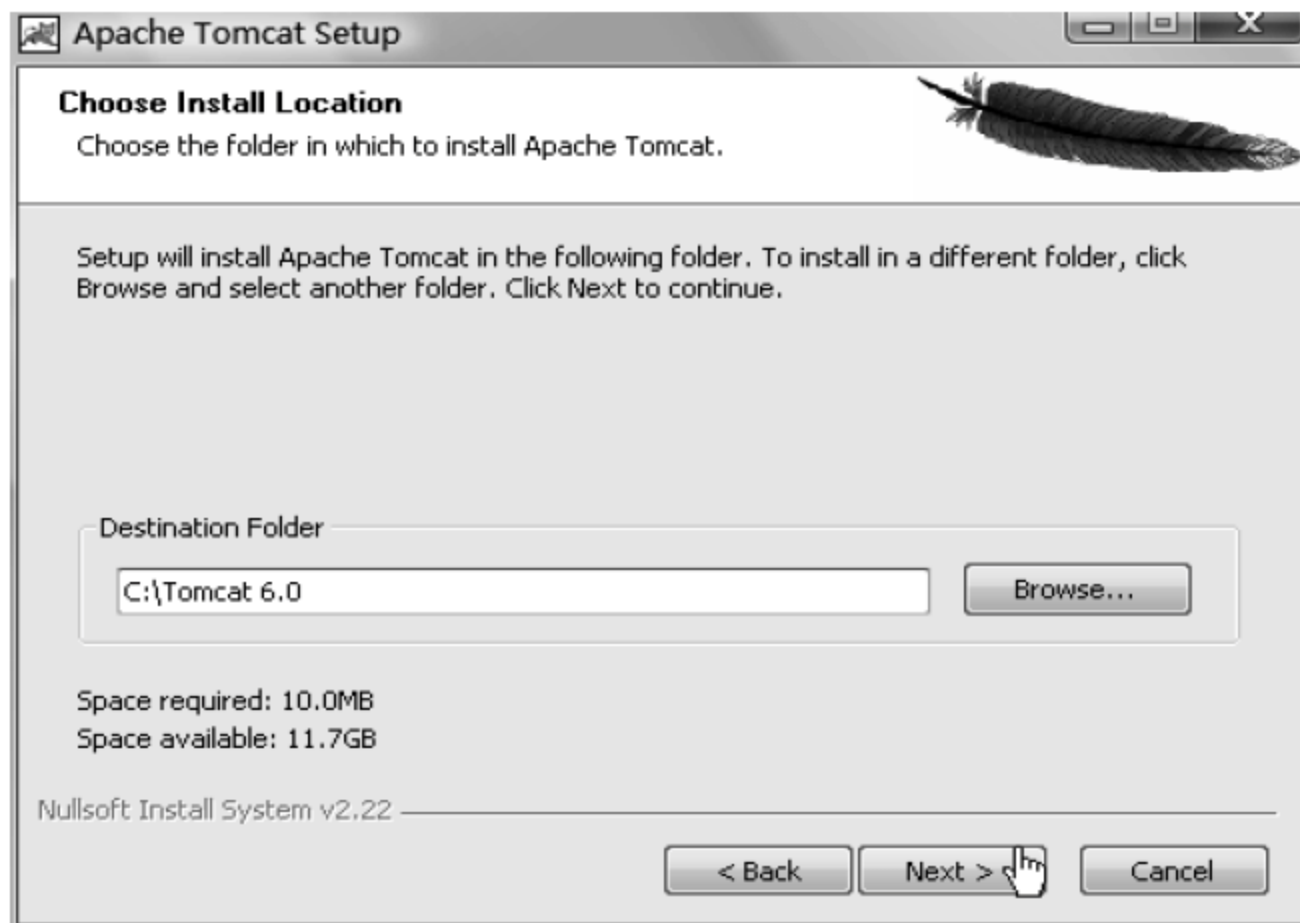 Apache Tomcat Setup
Choose Install Location
Choose the folder in which to install Apache Tomcat.
Setup will install Apache Tomcat in the following folder. To install in a different folder, click
Browse and select another folder. Click Next to continue.
Destination Folder
C:\Tomcat 6.0
Browse...
Space required: 10.0MB
Space available: 11.7GB
Nullsoft Install System v2.22
< Back
Next >
Cancel